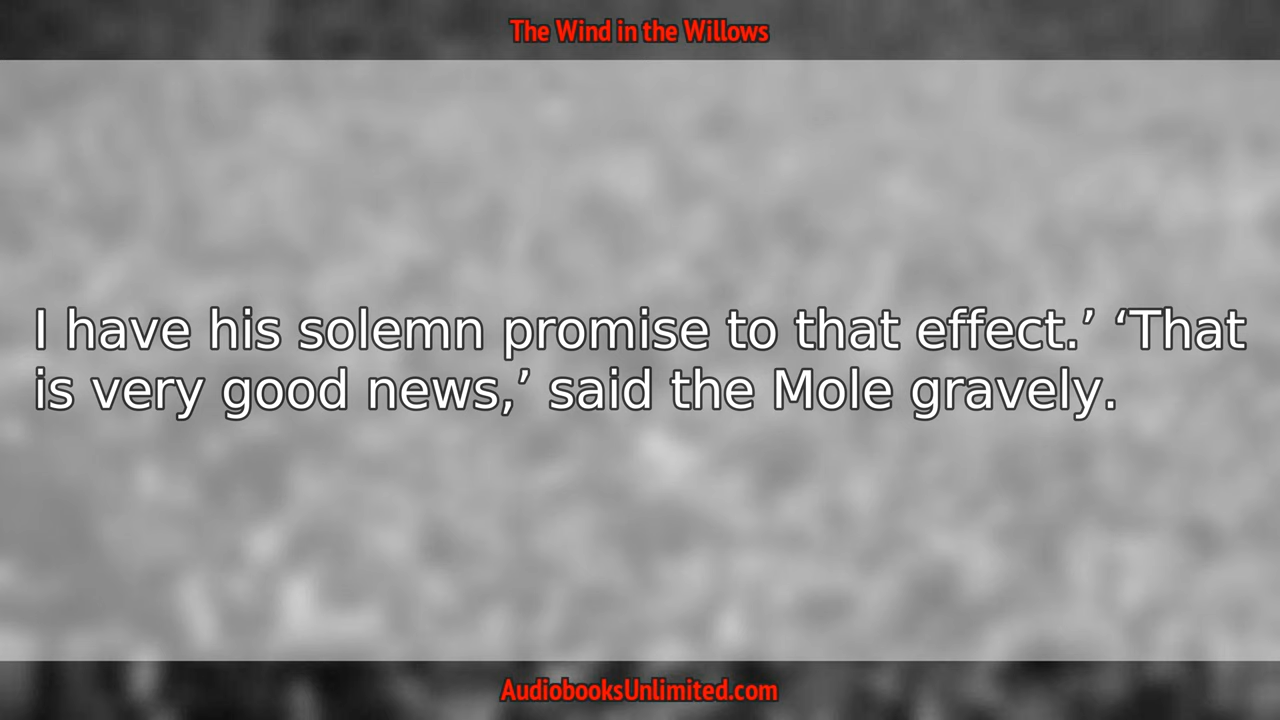 The Wind in the Willows
I have his solemn promise to that effect.’ ‘That
is very good news,’ said the Mole gravely.
AudiobooksUnlimited.com